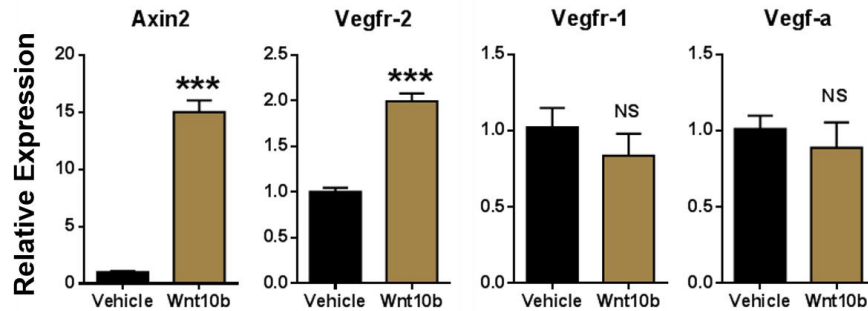 Axin2 Vegfr-2 Vegfr-1 Vegf-a
Relative Expression
20
15
10
5
0
***
Vehicle Wnt10b
2.5
2.0
1.5
1.0
0.5
0.0
***
Vehicle Wnt10b
1.5
1.0
0.5
0.0
NS
Vehicle Wnt10b
1.5
1.0
0.5
0.0
NS
Vehicle Wnt10b